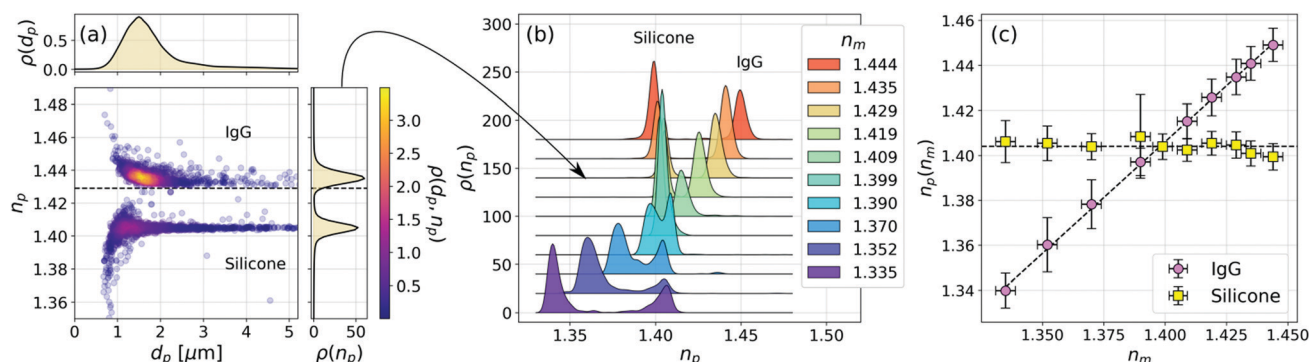 (a)
ρ(d_p)
0.5
0.0
1.48
1.46
1.44
1.42
1.40
1.38
1.36
n_p
IgG
Silicone
0 1 2 3 4 5
d_p [μm]
0 50
ρ(n_p)
3.0
2.5
2.0
1.5
1.0
0.5
ρ(d_p, n_p)
(b)
Silicone
IgG
300
250
200
150
100
50
0
ρ(n_p)
1.35 1.40 1.45 1.50
n_p
n_m
1.444
1.435
1.429
1.419
1.409
1.399
1.390
1.370
1.352
1.335
(c)
1.46
1.44
1.42
1.40
1.38
1.36
1.34
n_p(n_m)
IgG
Silicone
1.350 1.375 1.400 1.425 1.450
n_m